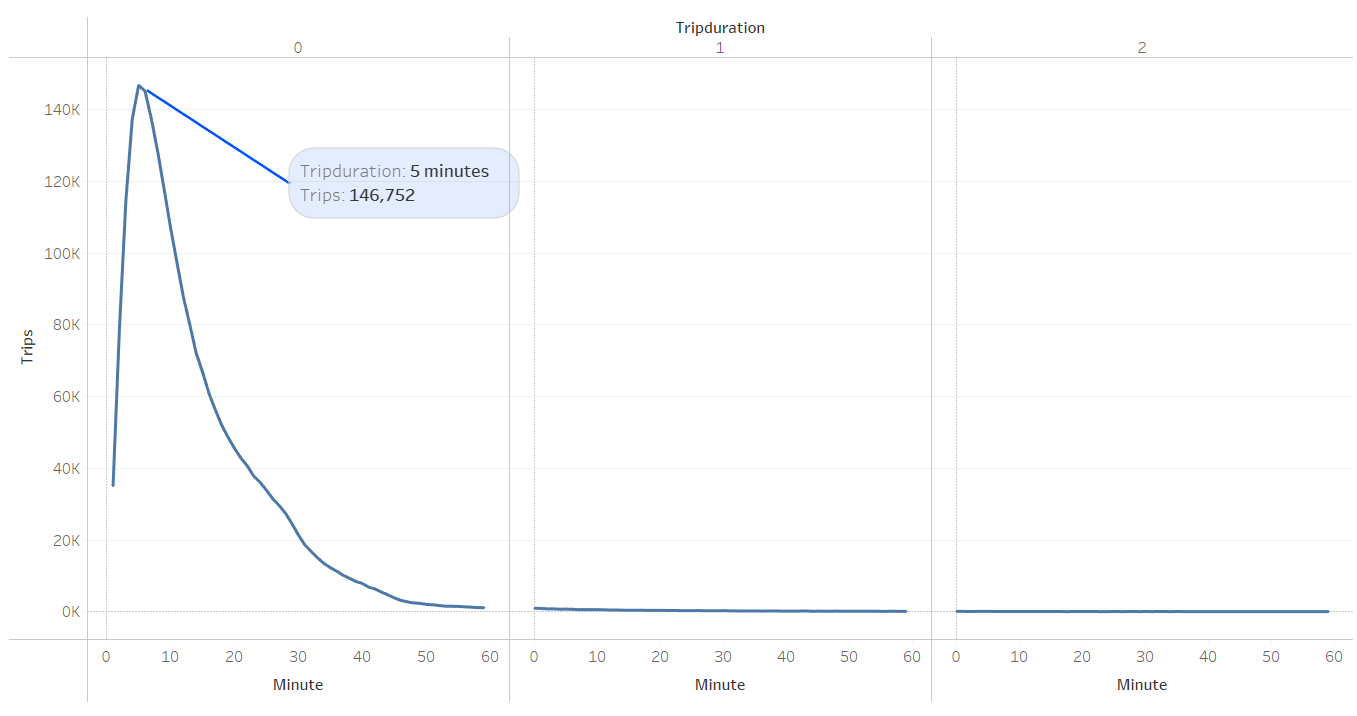 Tripduration
0 1 2
140K
Tripduration: 5 minutes
120K
Trips: 146,752
100K
80K
Trips
60K
40K
20K
0K
0 10 20 30 40 50 60 0 10 20 30 40 50 60 0 10 20 30 40 50 60
Minute Minute Minute